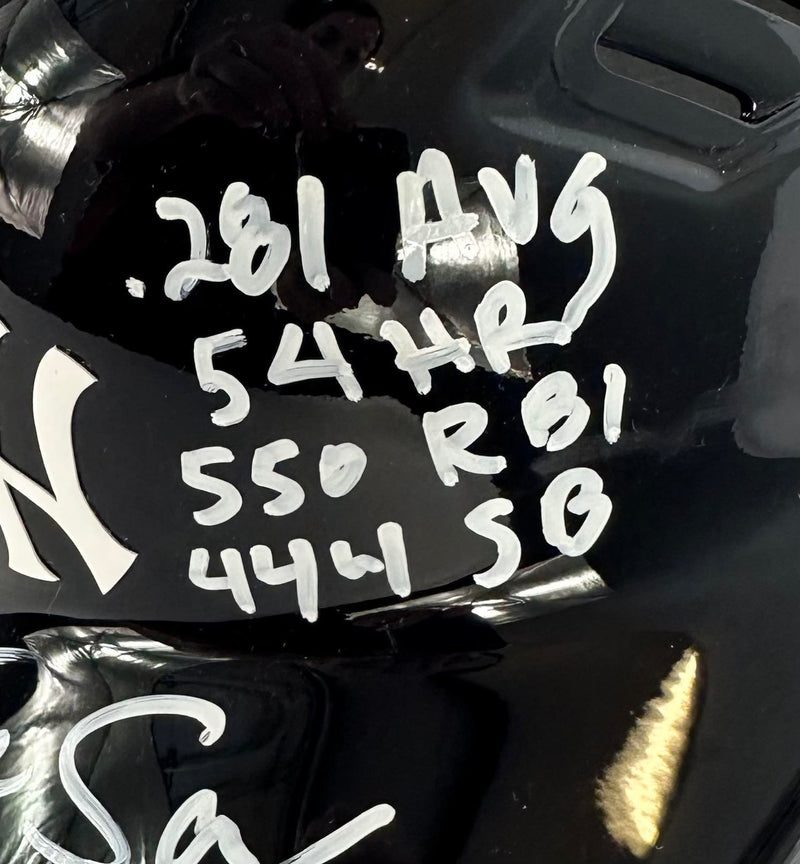 .281 AVG
54 HR
550 RBI
444 SB